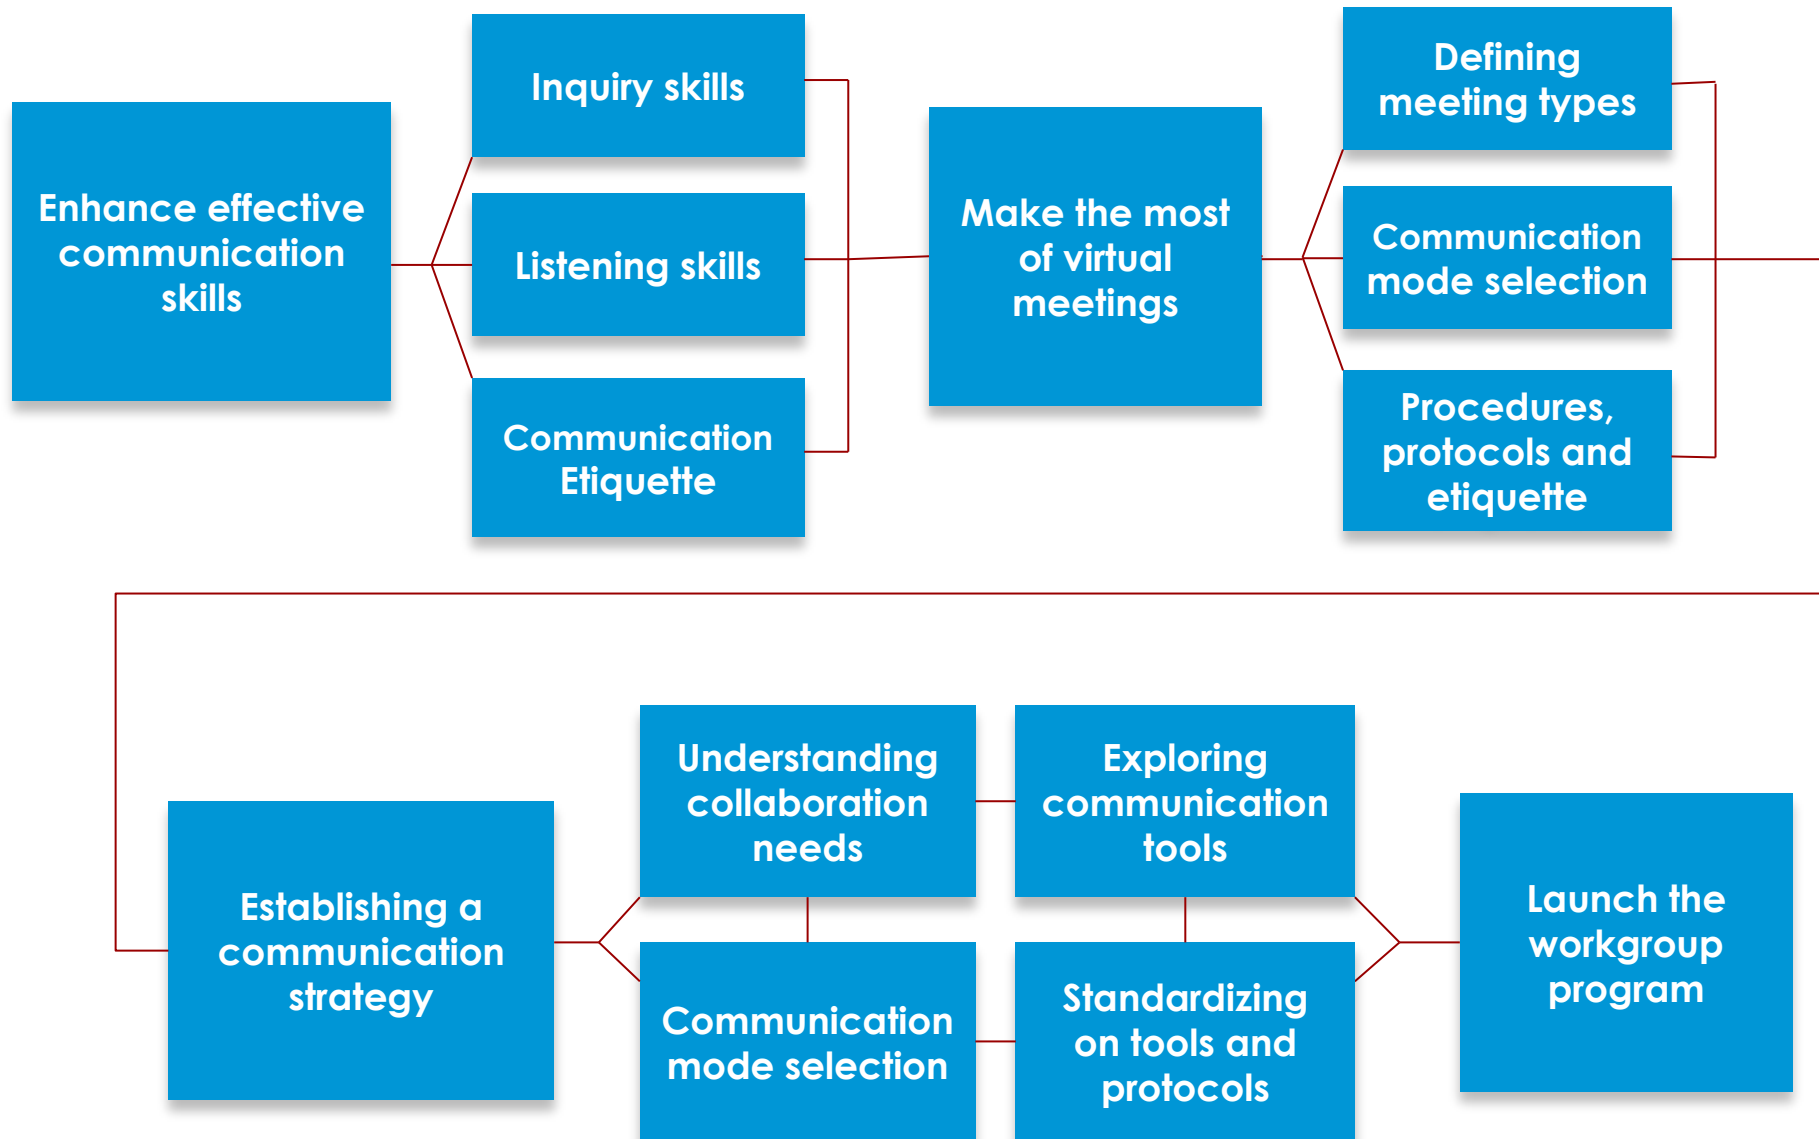 Enhance effective
communication
skills
Inquiry skills
Listening skills
Communication
Etiquette
Make the most
of virtual
meetings
Defining
meeting types
Communication
mode selection
Procedures,
protocols and
etiquette
Establishing a
communication
strategy
Understanding
collaboration
needs
Communication
mode selection
Exploring
communication
tools
Standardizing
on tools and
protocols
Launch the
workgroup
program